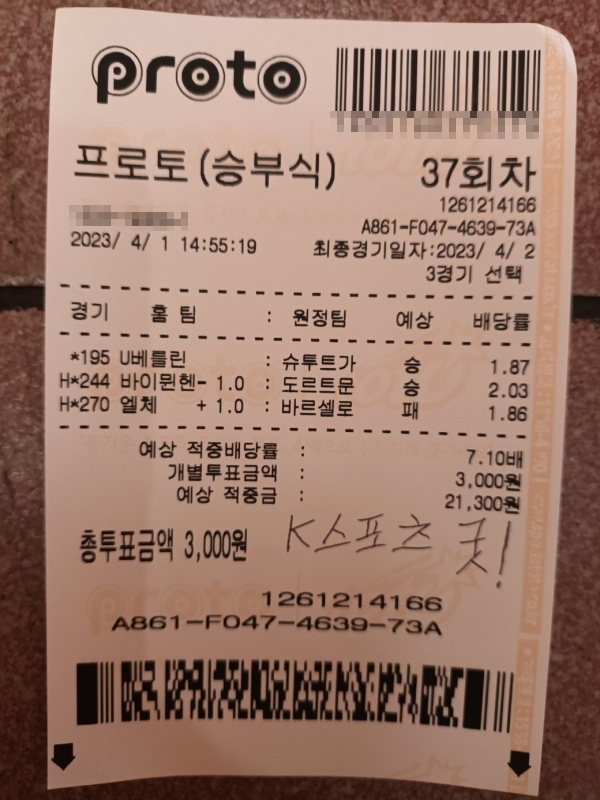 proto
프로토 (승부식) 37회차
1261214166
A861-F047-4639-73A
2023/ 4/ 1 14:55:19 최종경기일자:2023/ 4/ 2
3경기 선택
경기 홈 팀 : 원정팀 예상 배당률
*195 U베를린 : 슈투트가 승 1.87
H*244 바이뮌헨- 1.0 : 도르트문 승 2.03
H*270 엘체 + 1.0 : 바르셀로 패 1.86
예상 적중배당률 : 7.10배
개별투표금액 : 3,000원
예상 적중금 : 21,300원
총투표금액 3,000원 K스포츠 굿!
1261214166
A861-F047-4639-73A